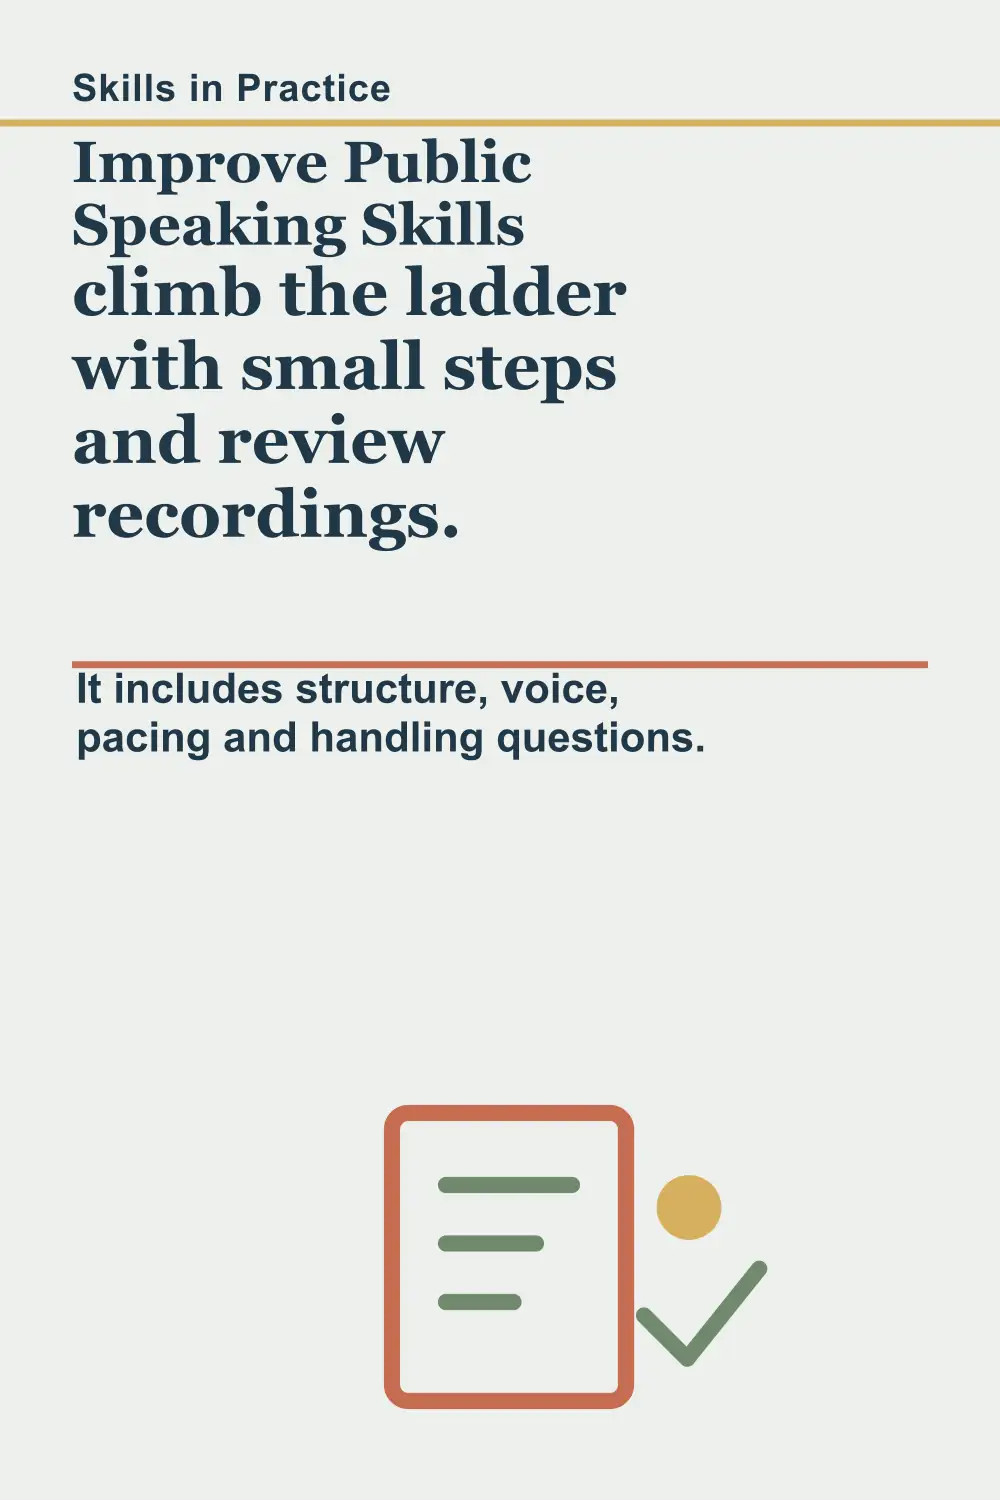 Skills in Practice
Improve Public
Speaking Skills
climb the ladder
with small steps
and review
recordings.
It includes structure, voice,
pacing and handling questions.